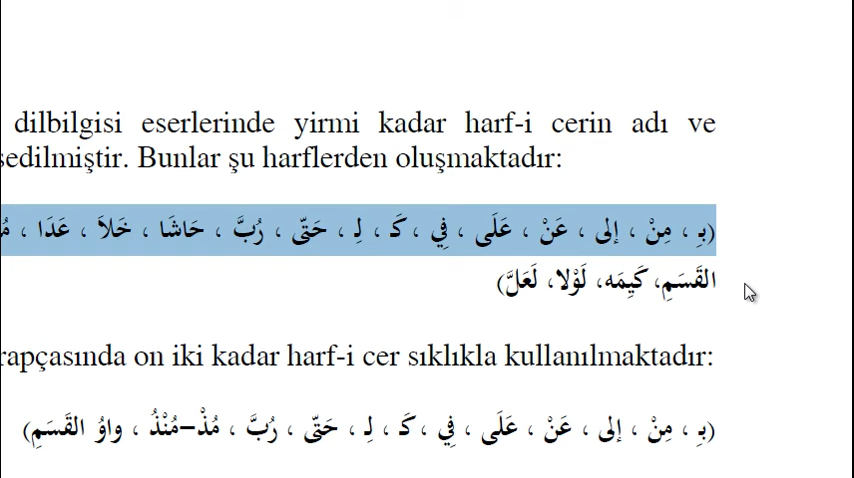 dilbilgisi eserlerinde yirmi kadar harf-i cerin adı ve
sedilmiştir. Bunlar şu harflerden oluşmaktadır:
(بِـ ، مِنْ ، إلى ، عَنْ ، عَلَى ، فِي ، كَـ ، لِـ ، حَتَّى ، رُبَّ ، حَاشَا ، خَلاَ ، عَدَا ،
القَسَمِ، كَيِمَه، لَوْلا، لَعَلَّ)
rapçasında on iki kadar harf-i cer sıklıkla kullanılmaktadır:
(بِـ ، مِنْ ، إلى ، عَنْ ، عَلَى ، فِي ، كَـ ، لِـ ، حَتَّى ، رُبَّ ، مُذْ–مُنْذُ ، واوُ القَسَمِ)